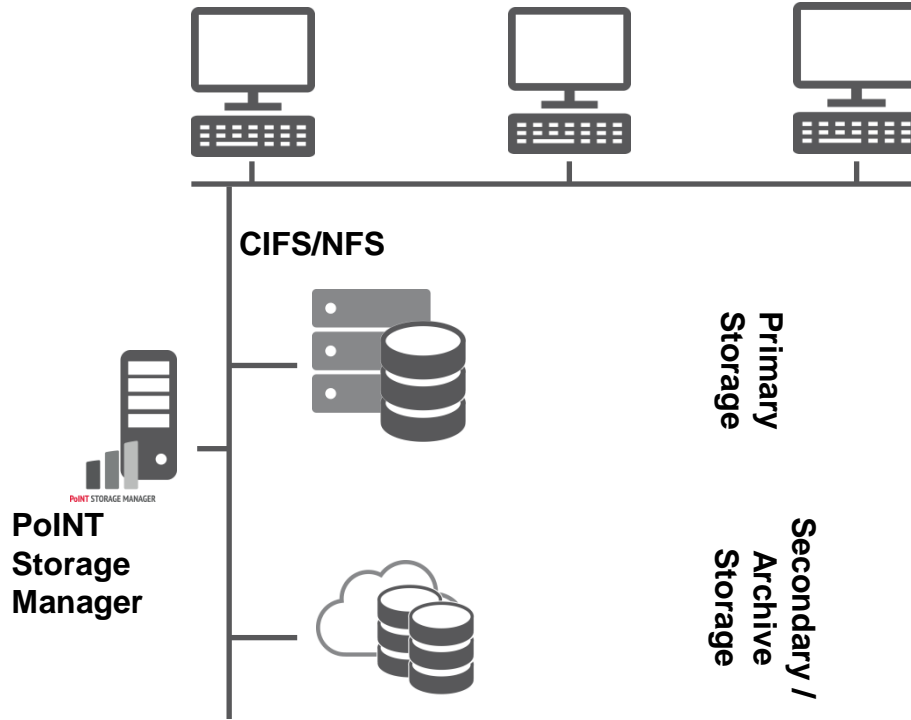 CIFS/NFS
Primary
Storage
PoINT STORAGE MANAGER
PoINT
Storage
Manager
Secondary /
Archive
Storage